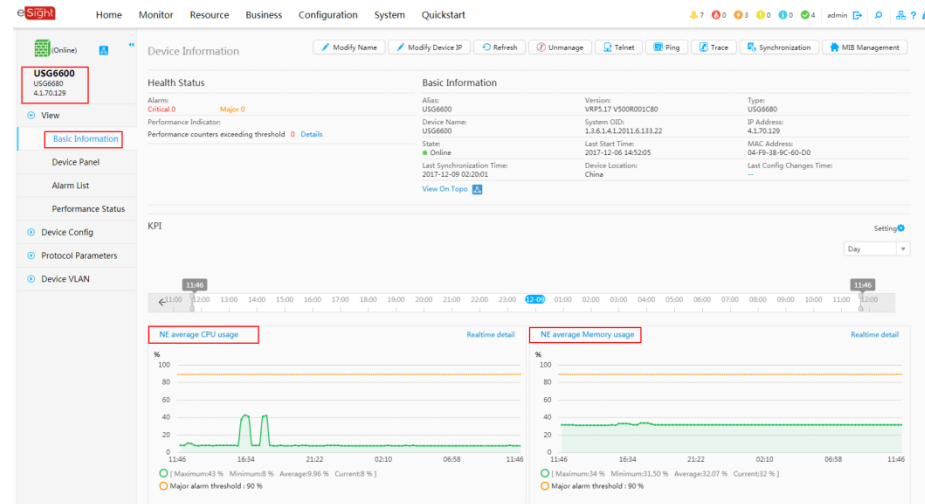 eSight Home Monitor Resource Business Configuration System Quickstart 7 0 3 0 0 4 admin ?
(Online)
USG6600
USG6680
4.1.70.129
View
Basic Information
Device Panel
Alarm List
Performance Status
Device Config
Protocol Parameters
Device VLAN
Device Information Modify Name Modify Device IP Refresh Unmanage Telnet Ping Trace Synchronization MIB Management
Health Status
Alarm:
Critical 0 Major 0
Performance Indicator:
Performance counters exceeding threshold 0 Details
Basic Information
Alias: Version: Type:
USG6600 VRP5.17 V500R001C80 USG6680
Device Name: System OID: IP Address:
USG6600 1.3.6.1.4.1.2011.6.133.22 4.1.70.129
State: Last Start Time: MAC Address:
Online 2017-12-06 14:52:05 04-F9-38-9C-60-D0
Last Synchronization Time: Device Location: Last Config Changes Time:
2017-12-09 02:20:01 China --
View On Topo
KPI
Setting
Day
11:46 11:46
11:00 12:00 13:00 14:00 15:00 16:00 17:00 18:00 19:00 20:00 21:00 22:00 23:00 12-09 01:00 02:00 03:00 04:00 05:00 06:00 07:00 08:00 09:00 10:00 11:00 12:00
NE average CPU usage Realtime detail
%
100
80
60
40
20
0
11:46 16:34 21:22 02:10 06:58 11:46
[ Maximum:43 % Minimum:8 % Average:9.96 % Current:8 % ]
Major alarm threshold : 90 %
NE average Memory usage Realtime detail
%
100
80
60
40
20
0
11:46 16:34 21:22 02:10 06:58 11:46
[ Maximum:34 % Minimum:31.50 % Average:32.07 % Current:32 % ]
Major alarm threshold : 90 %